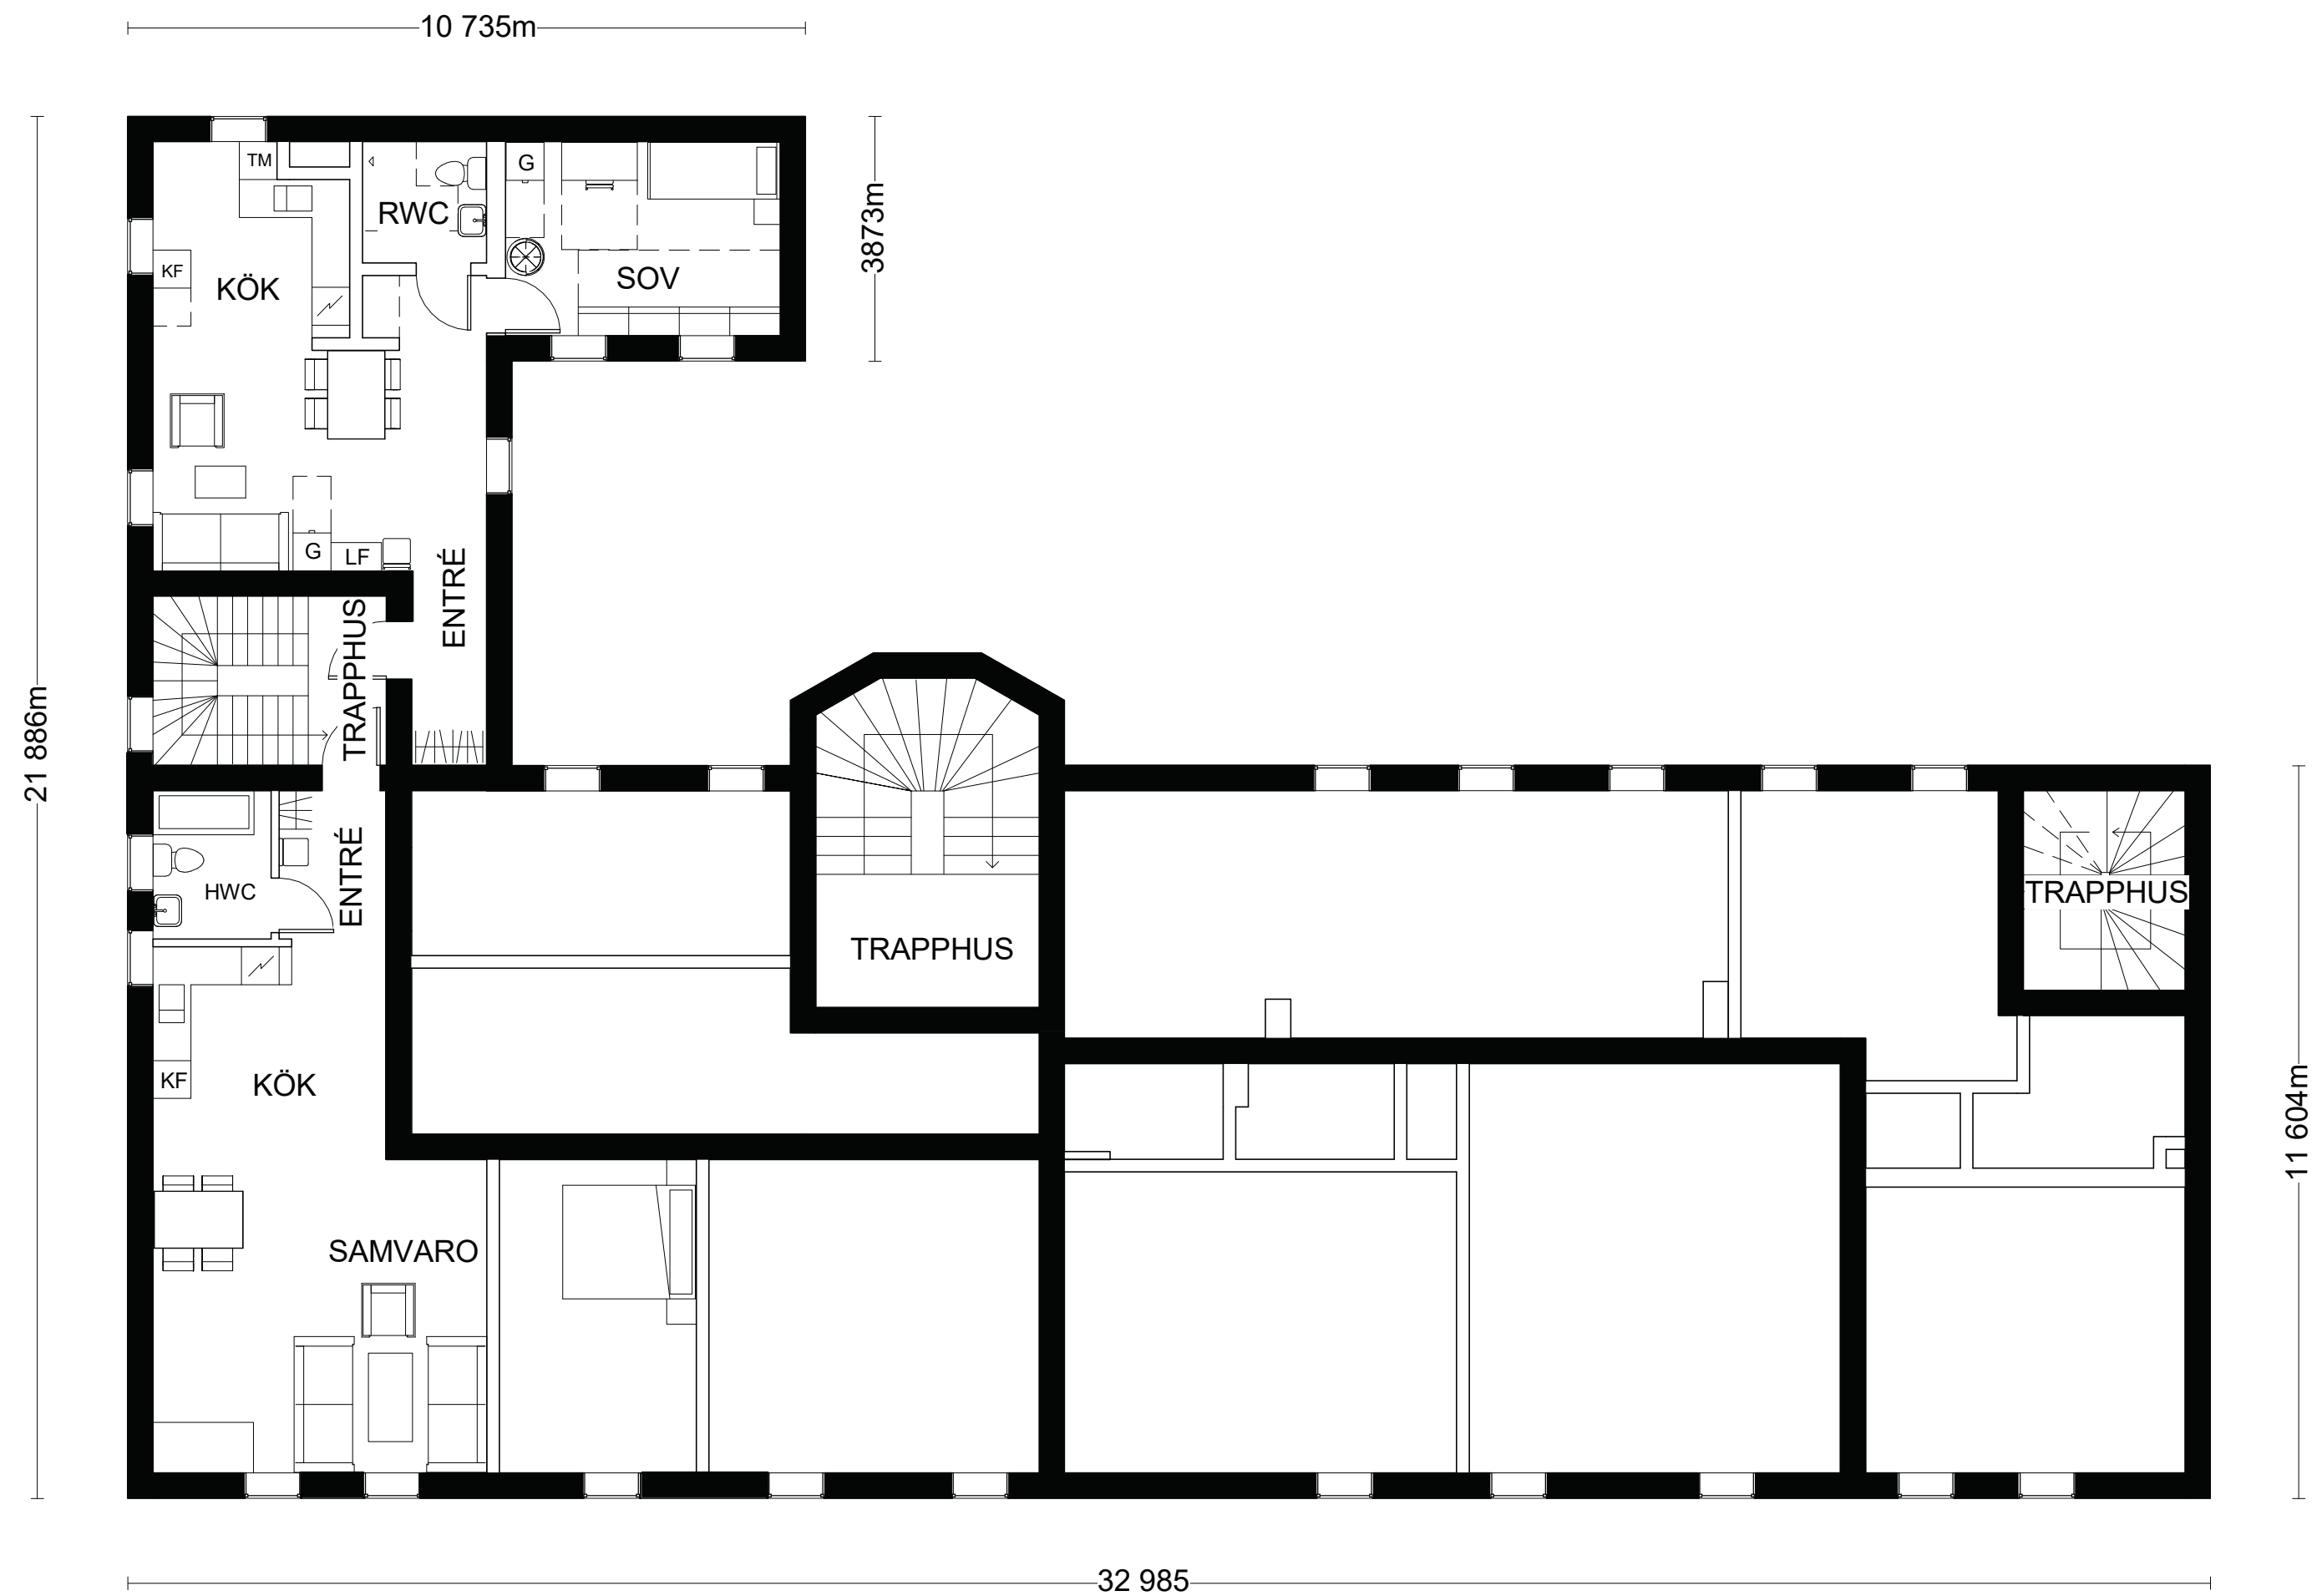 10 735m
TM
G
RWC
3873m
KF
KÖK
SOV
G
LF
ENTRÉ
TRAPPHUS
21 886m
ENTRÉ
HWC
TRAPPHUS
TRAPPHUS
KF
KÖK
11 604m
SAMVARO
32 985